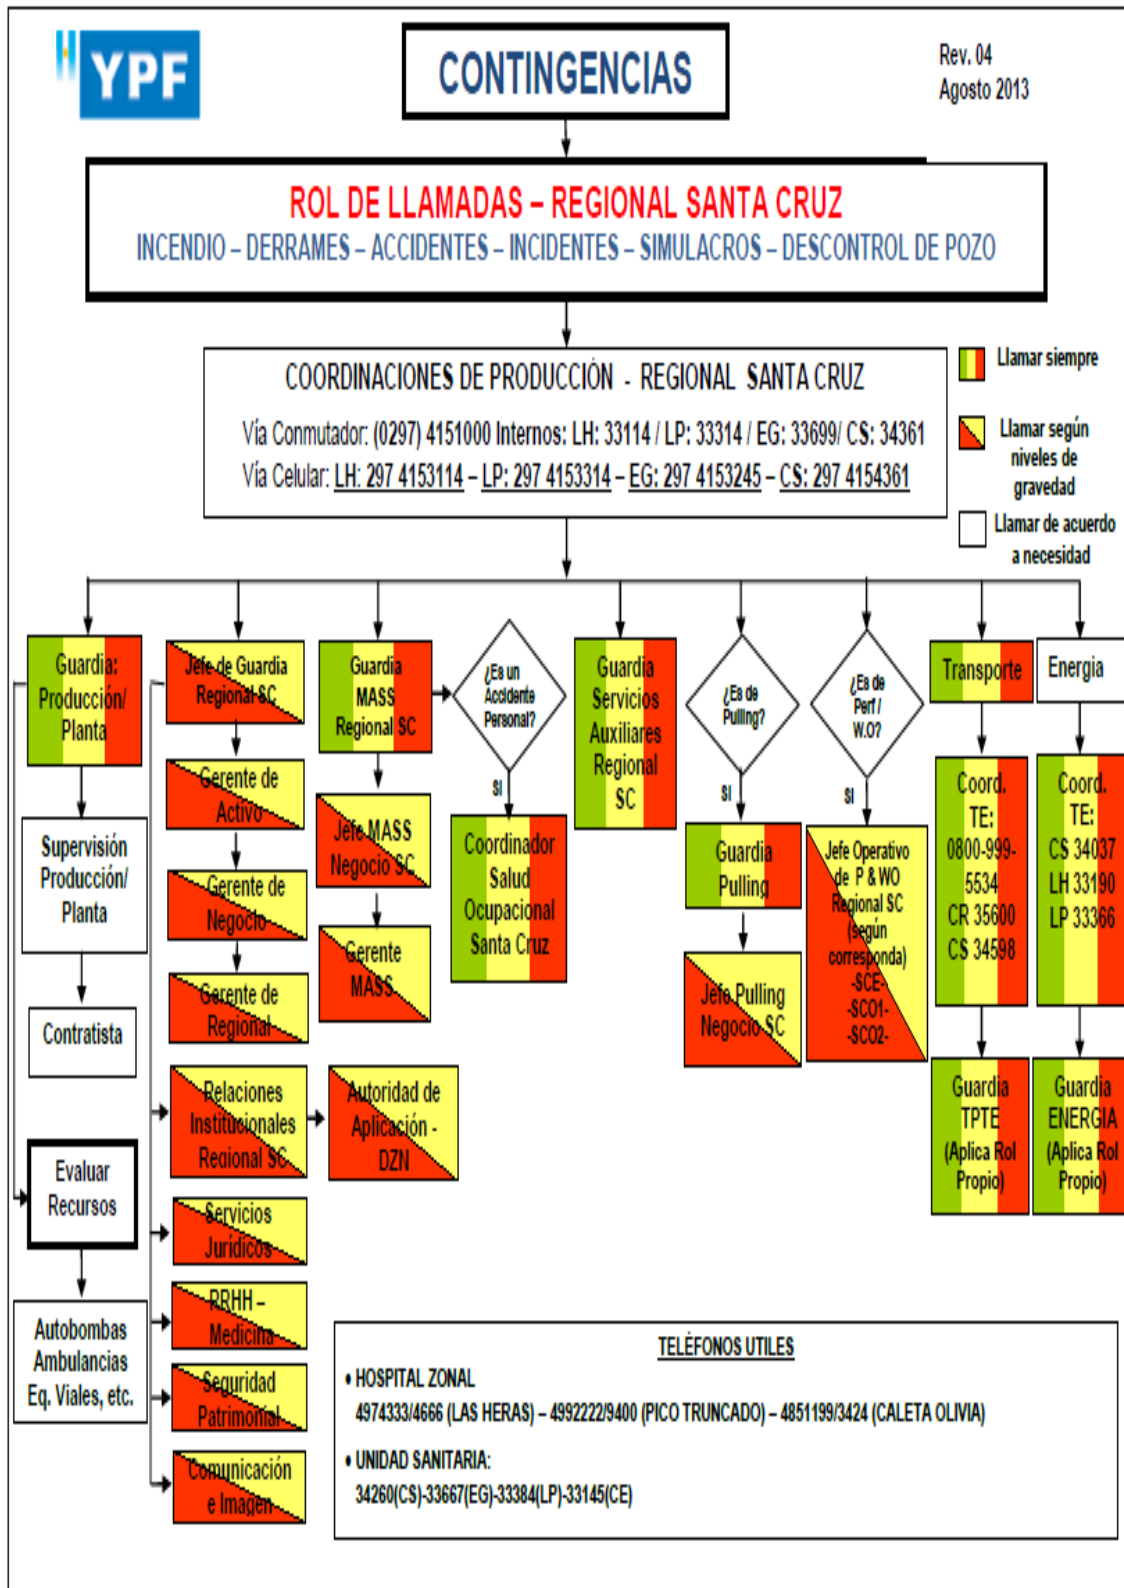 YPF
CONTINGENCIAS
Rev. 04
Agosto 2013
ROL DE LLAMADAS – REGIONAL SANTA CRUZ
INCENDIO – DERRAMES – ACCIDENTES – INCIDENTES – SIMULACROS – DESCONTROL DE POZO
COORDINACIONES DE PRODUCCIÓN - REGIONAL SANTA CRUZ
Vía Conmutador: (0297) 4151000 Internos: LH: 33114 / LP: 33314 / EG: 33699/ CS: 34361
Vía Celular: LH: 297 4153114 – LP: 297 4153314 – EG: 297 4153245 – CS: 297 4154361
Llamar siempre
Llamar según
niveles de
gravedad
Llamar de acuerdo
a necesidad
Guardia:
Producción/
Planta
Supervisión
Producción/
Planta
Contratista
Evaluar
Recursos
Autobombas
Ambulancias
Eq. Viales, etc.
Jefe de Guardia
Regional SC
Gerente de
Activo
Gerente de
Negocio
Gerente de
Regional
Relaciones
Institucionales
Regional SC
Autoridad de
Aplicación -
DZN
Servicios
Jurídicos
RRHH –
Medicina
Seguridad
Patrimonial
Comunicación
e Imagen
Guardia
MASS
Regional SC
Jefe MASS
Negocio SC
Gerente
MASS
¿Es un
Accidente
Personal?
SI
Coordinador
Salud
Ocupacional
Santa Cruz
Guardia
Servicios
Auxiliares
Regional
SC
¿Es de
Pulling?
SI
Guardia
Pulling
Jefe Pulling
Negocio SC
¿Es de
Perf /
W.O?
SI
Jefe Operativo
de P & WO
Regional SC
(según
corresponda)
-SCE-
-SCO1-
-SCO2-
Transporte
Coord.
TE:
0800-999-
5534
CR 35600
CS 34598
Guardia
TPTE
(Aplica Rol
Propio)
Energia
Coord.
TE:
CS 34037
LH 33190
LP 33366
Guardia
ENERGIA
(Aplica Rol
Propio)
TELÉFONOS UTILES
• HOSPITAL ZONAL
4974333/4666 (LAS HERAS) – 4992222/9400 (PICO TRUNCADO) – 4851199/3424 (CALETA OLIVIA)
• UNIDAD SANITARIA:
34260(CS)-33667(EG)-33384(LP)-33145(CE)